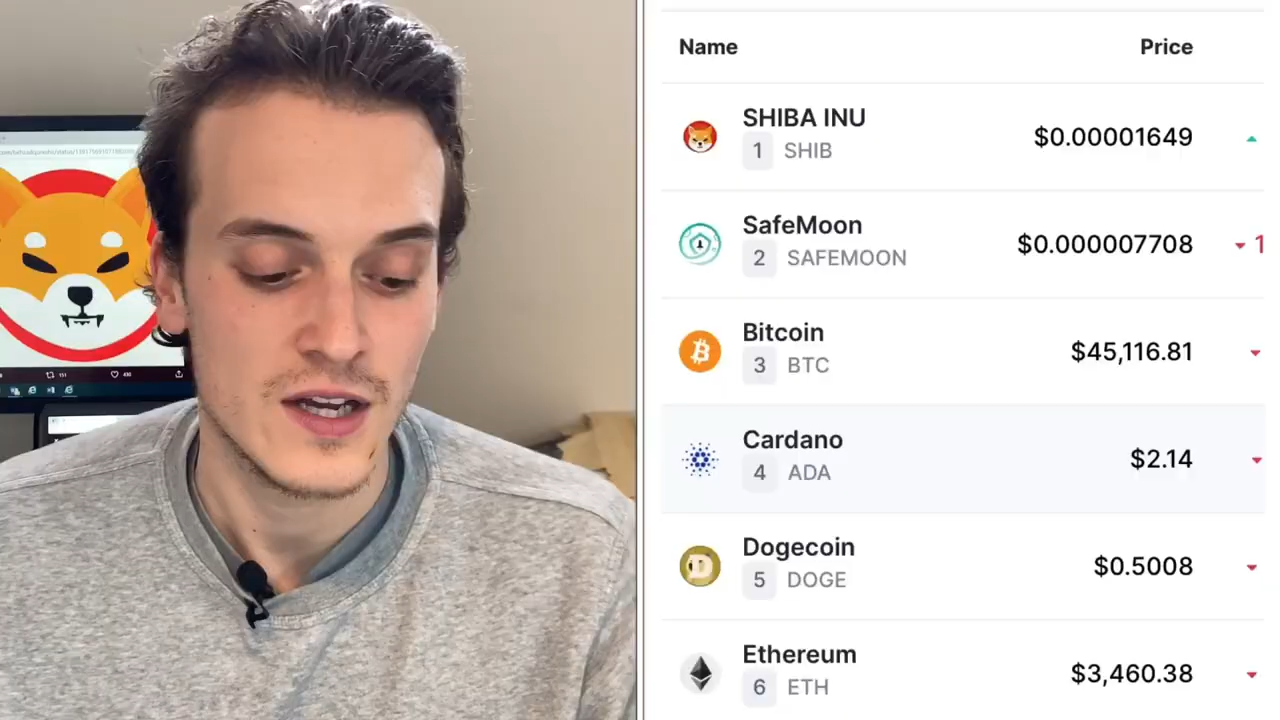 Name Price
SHIBA INU
1 SHIB
$0.00001649
SafeMoon
2 SAFEMOON
$0.000007708
1
Bitcoin
3 BTC
$45,116.81
Cardano
4 ADA
$2.14
Dogecoin
5 DOGE
$0.5008
Ethereum
6 ETH
$3,460.38